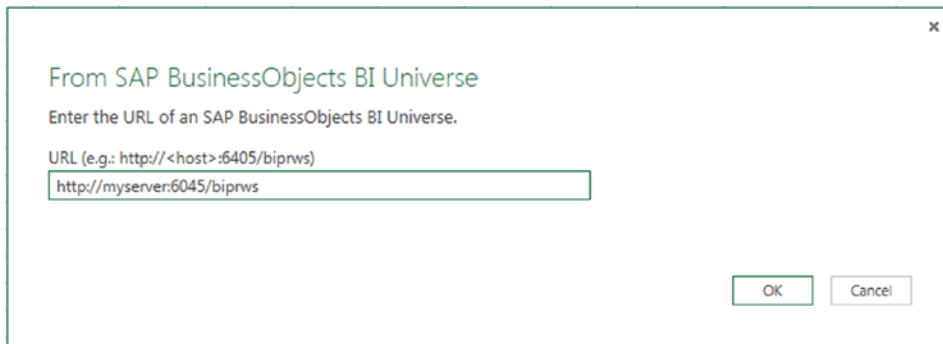 From SAP BusinessObjects BI Universe
Enter the URL of an SAP BusinessObjects BI Universe.
URL (e.g.: http://<host>:6405/biprws)
http://myserver:6045/biprws
OK Cancel